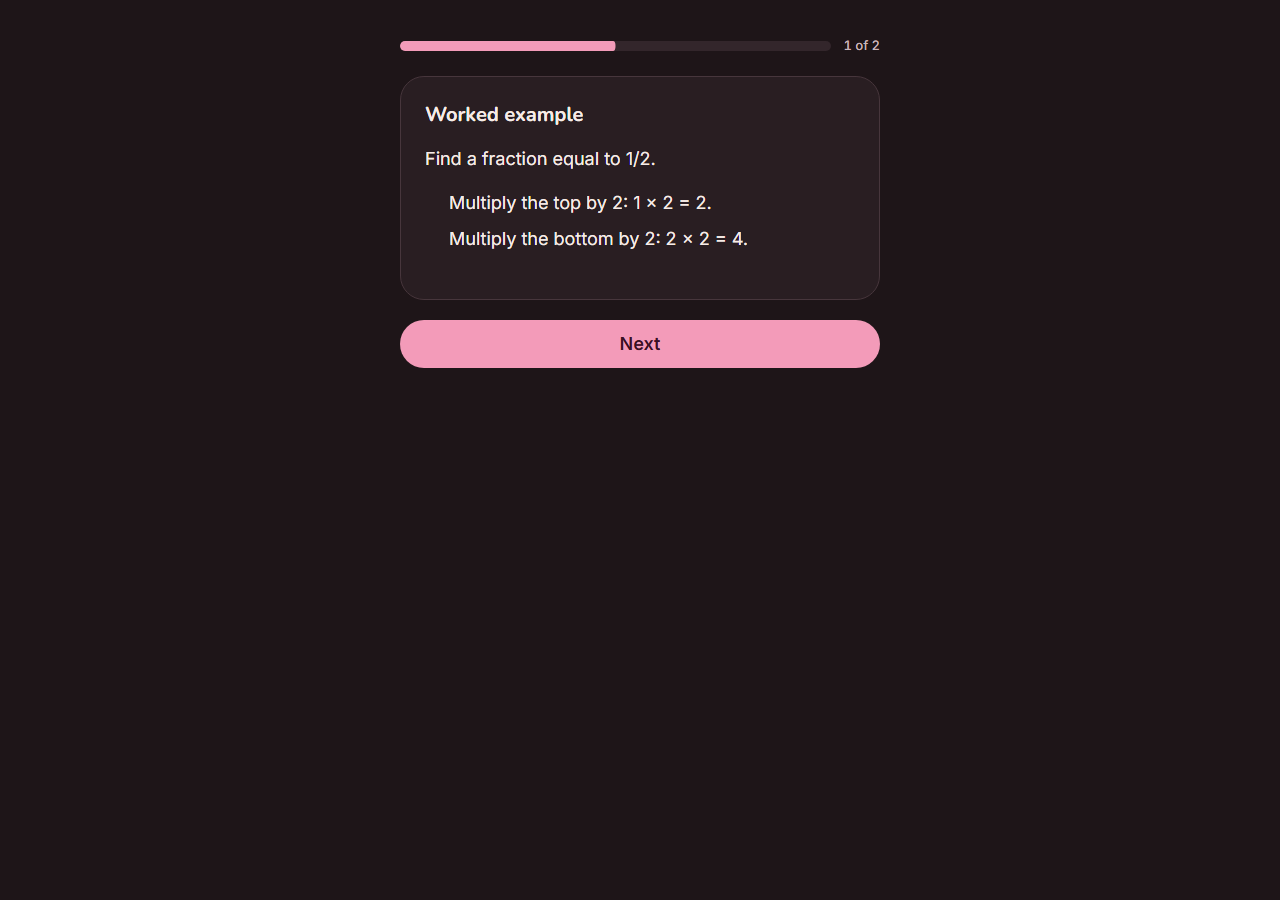 1 of 2
Worked example
Find a fraction equal to 1/2.
Multiply the top by 2: 1 × 2 = 2.
Multiply the bottom by 2: 2 × 2 = 4.
Next